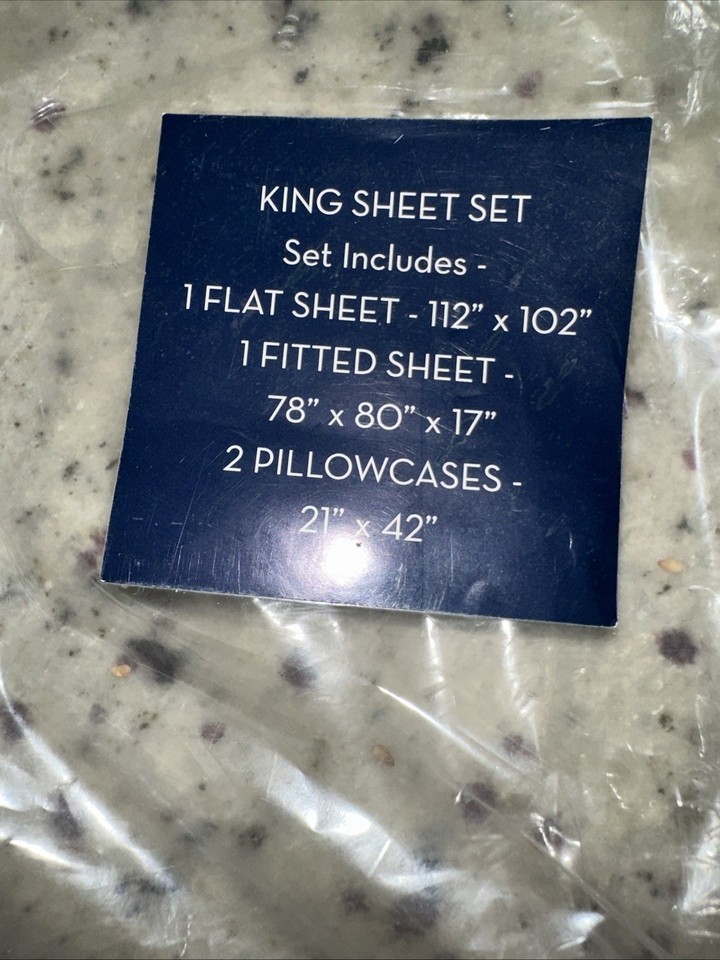 KING SHEET SET
Set Includes -
1 FLAT SHEET - 112” x 102”
1 FITTED SHEET -
78” x 80” x 17”
2 PILLOWCASES -
21” x 42”